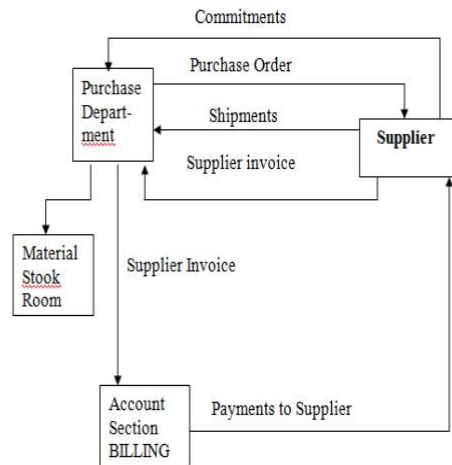 Commitments
Purchase Order
Purchase
Depart-
ment
Shipments
Supplier
Supplier invoice
Material
Stook
Room
Supplier Invoice
Account
Section
BILLING
Payments to Supplier